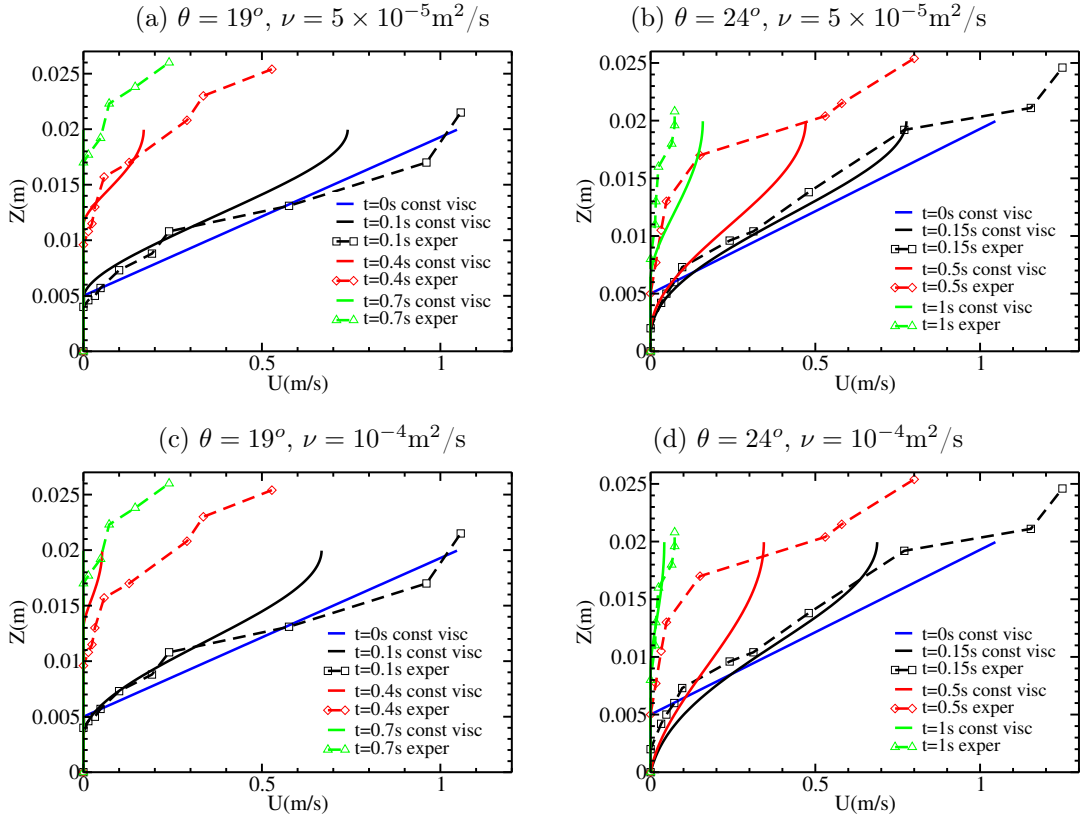 (a) θ = 19°, ν = 5 × 10⁻⁵m²/s
0.025
0.02
0.015
0.01
0.005
0
Z(m)
0
0.5
1
U(m/s)
t=0s const visc
t=0.1s const visc
t=0.1s exper
t=0.4s const visc
t=0.4s exper
t=0.7s const visc
t=0.7s exper
(b) θ = 24°, ν = 5 × 10⁻⁵m²/s
0.025
0.02
0.015
0.01
0.005
0
Z(m)
0
0.5
1
U(m/s)
t=0s const visc
t=0.15s const visc
t=0.15s exper
t=0.5s const visc
t=0.5s exper
t=1s const visc
t=1s exper
(c) θ = 19°, ν = 10⁻⁴m²/s
0.025
0.02
0.015
0.01
0.005
0
Z(m)
0
0.5
1
U(m/s)
t=0s const visc
t=0.1s const visc
t=0.1s exper
t=0.4s const visc
t=0.4s exper
t=0.7s const visc
t=0.7s exper
(d) θ = 24°, ν = 10⁻⁴m²/s
0.025
0.02
0.015
0.01
0.005
0
Z(m)
0
0.5
1
U(m/s)
t=0s const visc
t=0.15s const visc
t=0.15s exper
t=0.5s const visc
t=0.5s exper
t=1s const visc
t=1s exper